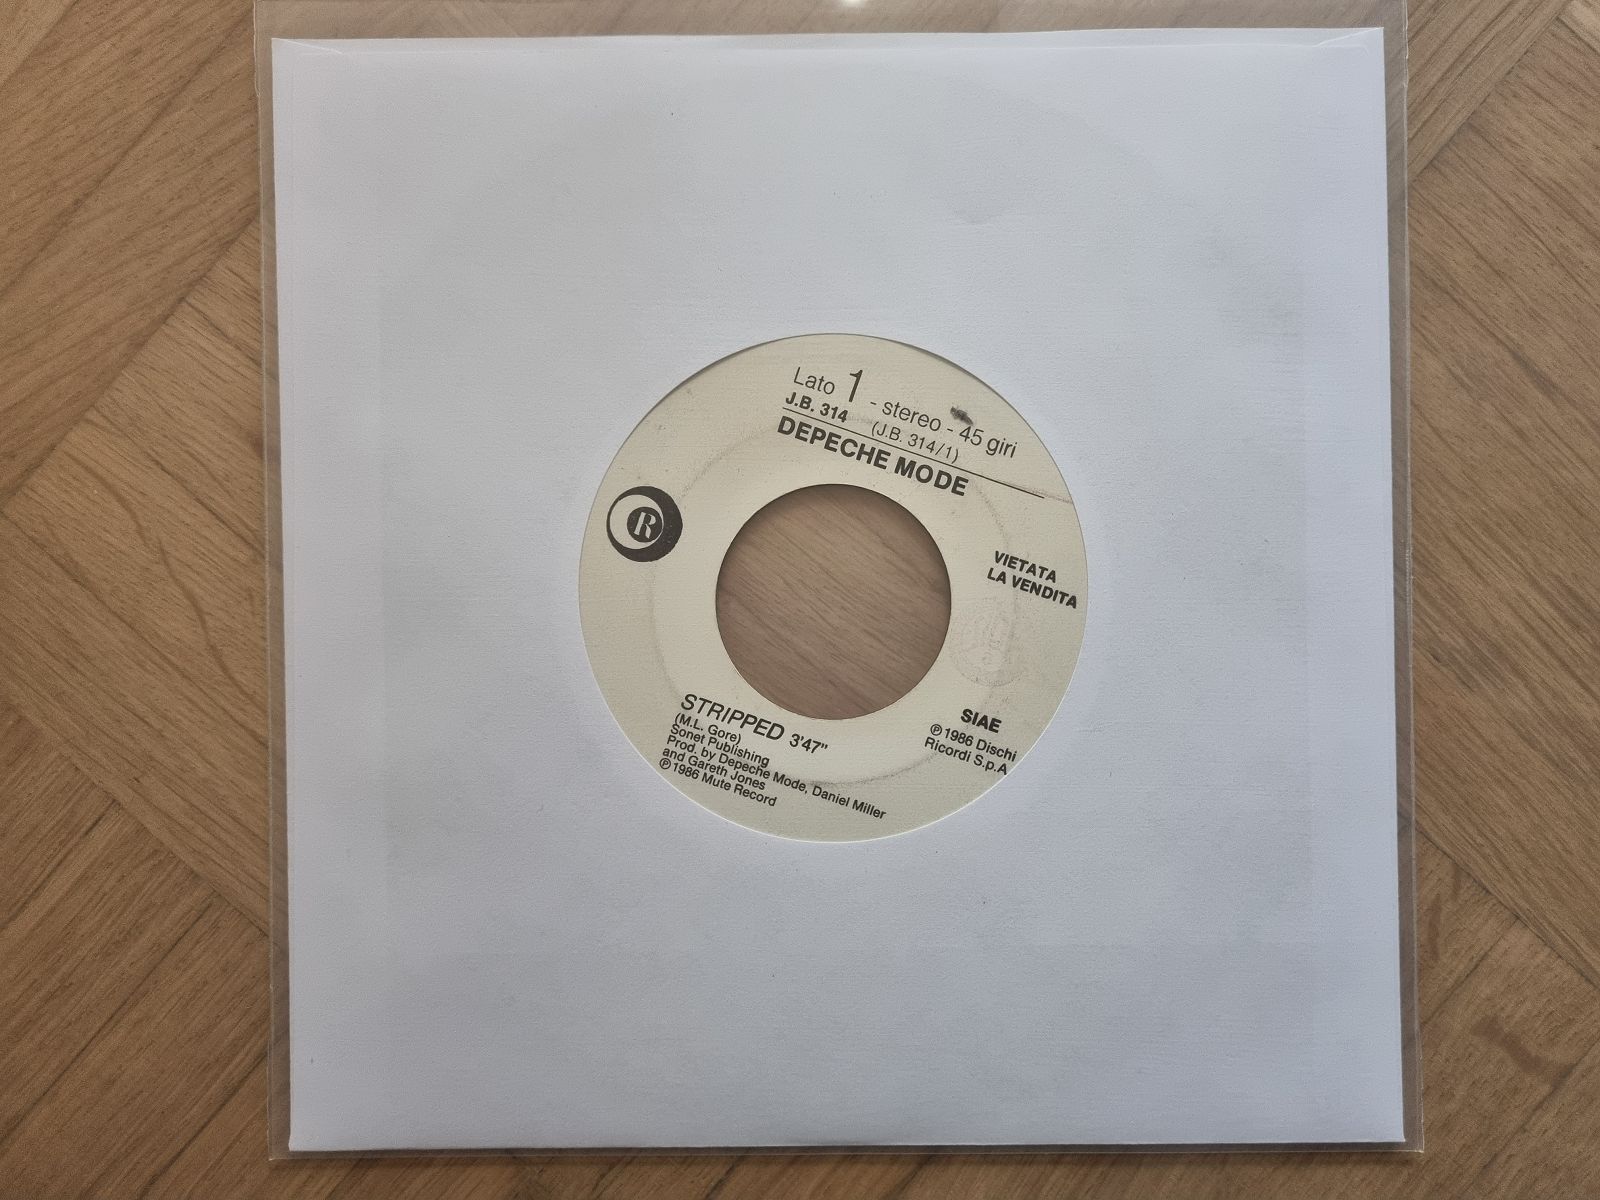 Lato 1 - stereo - 45 giri
J.B. 314 (J.B. 314/1)
DEPECHE MODE
R
VIETATA
LA VENDITA
STRIPPED 3'47"
(M.L. Gore)
Sonet Publishing
Prod. by Depeche Mode, Daniel Miller
and Gareth Jones
℗ 1986 Mute Record
SIAE
℗ 1986 Dischi
Ricordi S.p.A